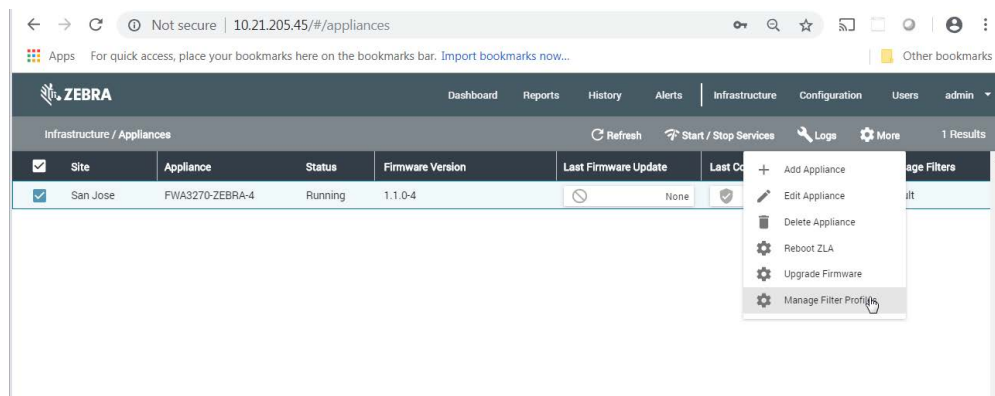 Not secure | 10.21.205.45/#/appliances
Apps For quick access, place your bookmarks here on the bookmarks bar. Import bookmarks now... Other bookmarks
ZEBRA Dashboard Reports History Alerts Infrastructure Configuration Users admin
Infrastructure / Appliances Refresh Start / Stop Services Logs More 1 Results
Site Appliance Status Firmware Version Last Firmware Update Last Co age Filters
San Jose FWA3270-ZEBRA-4 Running 1.1.0-4 None ult
Add Appliance
Edit Appliance
Delete Appliance
Reboot ZLA
Upgrade Firmware
Manage Filter Profiles